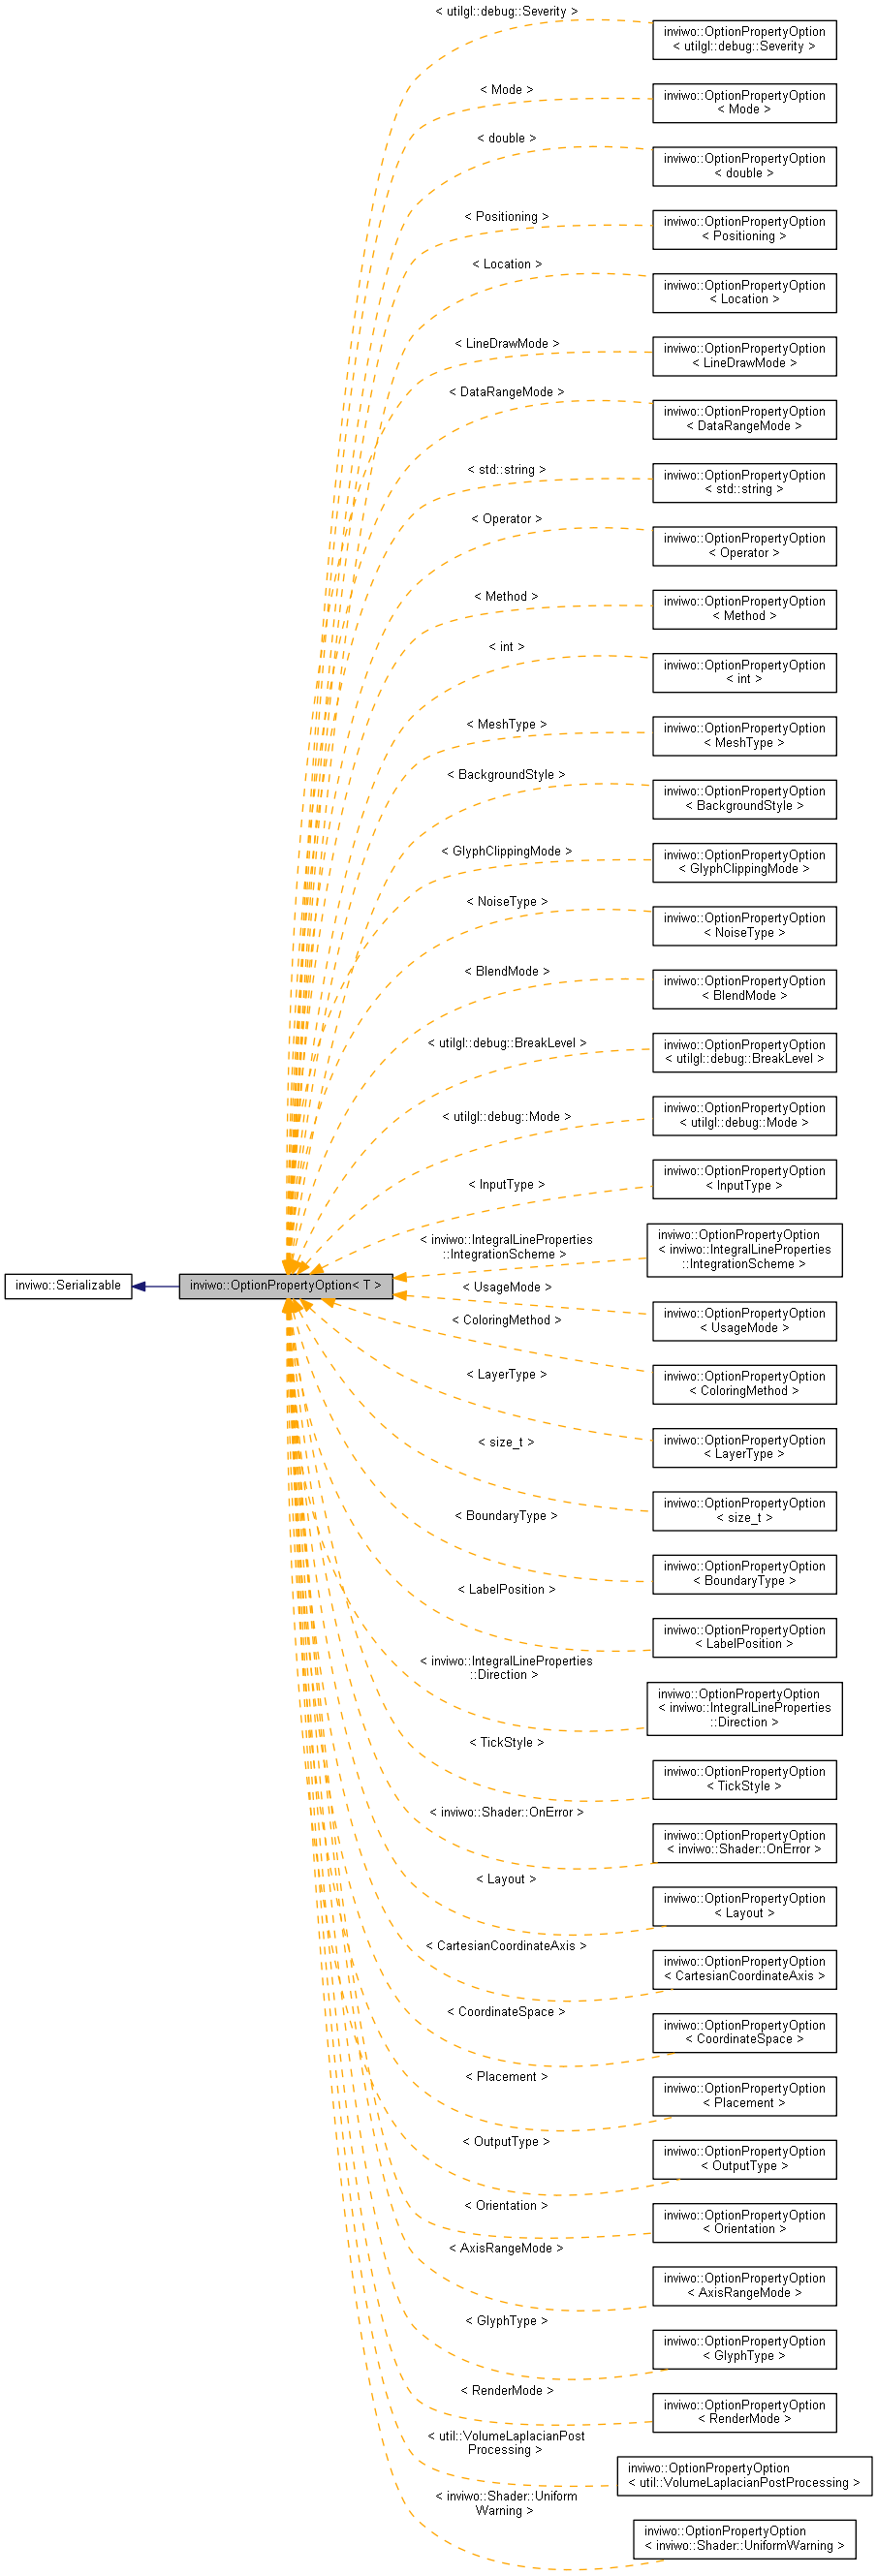 < utilgl::debug::Severity >
inviwo::OptionPropertyOption
< utilgl::debug::Severity >
< Mode >
inviwo::OptionPropertyOption
< Mode >
< double >
inviwo::OptionPropertyOption
< double >
< Positioning >
inviwo::OptionPropertyOption
< Positioning >
< Location >
inviwo::OptionPropertyOption
< Location >
< LineDrawMode >
inviwo::OptionPropertyOption
< LineDrawMode >
< DataRangeMode >
inviwo::OptionPropertyOption
< DataRangeMode >
< std::string >
inviwo::OptionPropertyOption
< std::string >
< Operator >
inviwo::OptionPropertyOption
< Operator >
< Method >
inviwo::OptionPropertyOption
< Method >
< int >
inviwo::OptionPropertyOption
< int >
< MeshType >
inviwo::OptionPropertyOption
< MeshType >
< BackgroundStyle >
inviwo::OptionPropertyOption
< BackgroundStyle >
< GlyphClippingMode >
inviwo::OptionPropertyOption
< GlyphClippingMode >
< NoiseType >
inviwo::OptionPropertyOption
< NoiseType >
< BlendMode >
inviwo::OptionPropertyOption
< BlendMode >
< utilgl::debug::BreakLevel >
inviwo::OptionPropertyOption
< utilgl::debug::BreakLevel >
< utilgl::debug::Mode >
inviwo::OptionPropertyOption
< utilgl::debug::Mode >
< InputType >
inviwo::OptionPropertyOption
< InputType >
< inviwo::IntegralLineProperties
::IntegrationScheme >
inviwo::OptionPropertyOption
< inviwo::IntegralLineProperties
::IntegrationScheme >
inviwo::Serializable
inviwo::OptionPropertyOption< T >
< UsageMode >
inviwo::OptionPropertyOption
< UsageMode >
< ColoringMethod >
inviwo::OptionPropertyOption
< ColoringMethod >
< LayerType >
inviwo::OptionPropertyOption
< LayerType >
< size_t >
inviwo::OptionPropertyOption
< size_t >
< BoundaryType >
inviwo::OptionPropertyOption
< BoundaryType >
< LabelPosition >
inviwo::OptionPropertyOption
< LabelPosition >
< inviwo::IntegralLineProperties
::Direction >
inviwo::OptionPropertyOption
< inviwo::IntegralLineProperties
::Direction >
< TickStyle >
inviwo::OptionPropertyOption
< TickStyle >
< inviwo::Shader::OnError >
inviwo::OptionPropertyOption
< inviwo::Shader::OnError >
< Layout >
inviwo::OptionPropertyOption
< Layout >
< CartesianCoordinateAxis >
inviwo::OptionPropertyOption
< CartesianCoordinateAxis >
< CoordinateSpace >
inviwo::OptionPropertyOption
< CoordinateSpace >
< Placement >
inviwo::OptionPropertyOption
< Placement >
< OutputType >
inviwo::OptionPropertyOption
< OutputType >
< Orientation >
inviwo::OptionPropertyOption
< Orientation >
< AxisRangeMode >
inviwo::OptionPropertyOption
< AxisRangeMode >
< GlyphType >
inviwo::OptionPropertyOption
< GlyphType >
< RenderMode >
inviwo::OptionPropertyOption
< RenderMode >
< util::VolumeLaplacianPost
Processing >
inviwo::OptionPropertyOption
< util::VolumeLaplacianPostProcessing >
< inviwo::Shader::Uniform
Warning >
inviwo::OptionPropertyOption
< inviwo::Shader::UniformWarning >